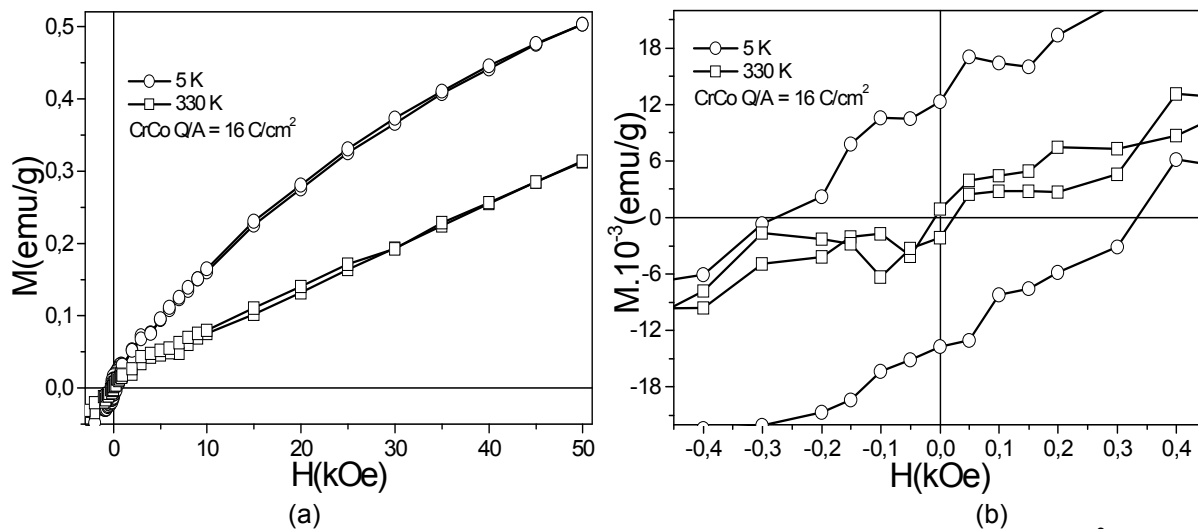 0,5
0,4
0,3
0,2
0,1
0,0
M(emu/g)
5 K
330 K
CrCo Q/A = 16 C/cm²
0 10 20 30 40 50
H(kOe)
(a)
18
12
6
0
-6
-12
-18
M.10⁻³(emu/g)
5 K
330 K
CrCo Q/A = 16 C/cm²
-0,4 -0,3 -0,2 -0,1 0,0 0,1 0,2 0,3 0,4
H(kOe)
(b)